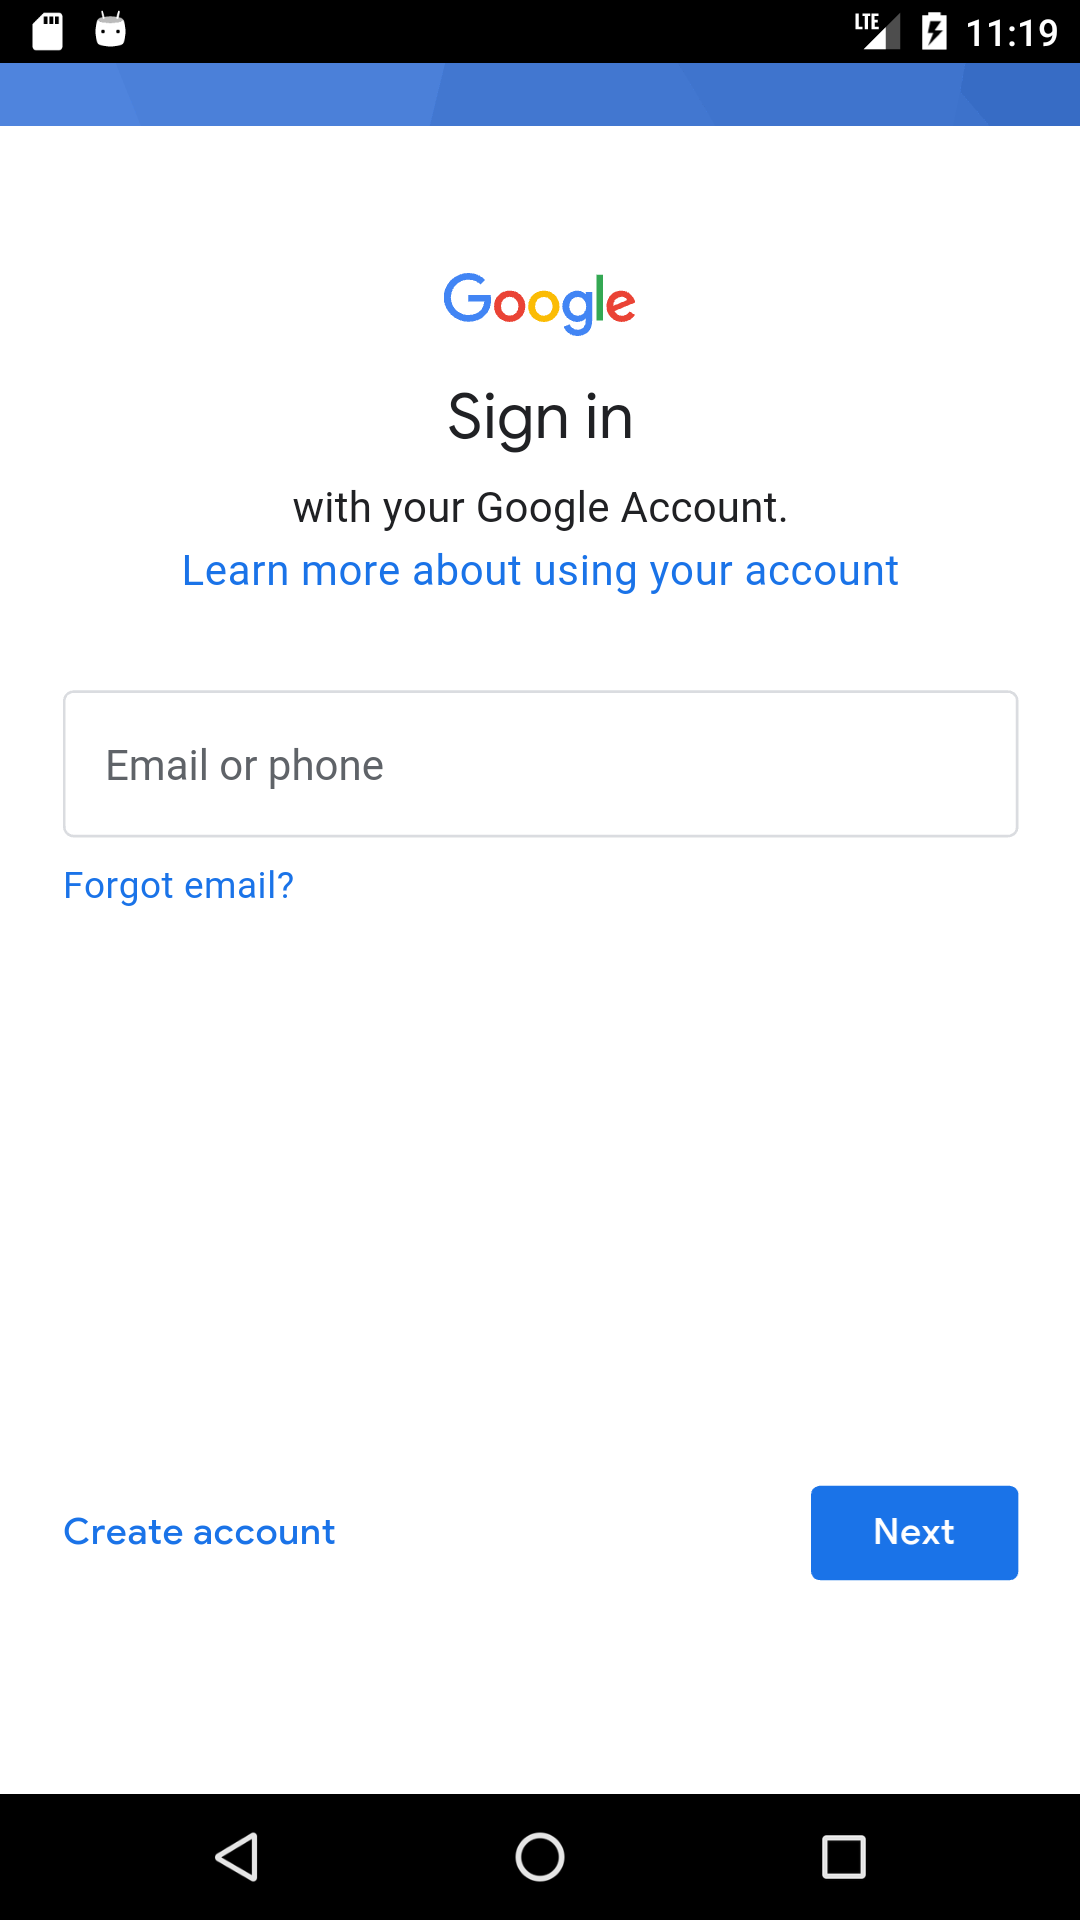 LTE 11:19
Google
Sign in
with your Google Account.
Learn more about using your account
Email or phone
Forgot email?
Create account
Next